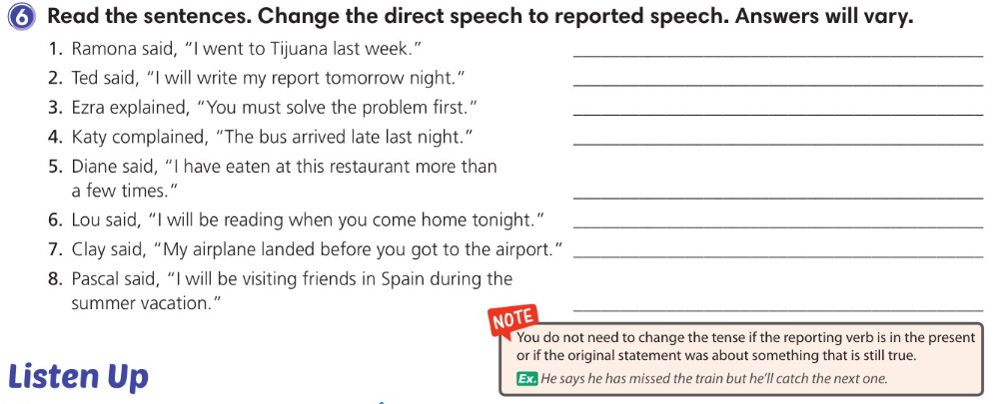 6 Read the sentences. Change the direct speech to reported speech. Answers will vary.
1. Ramona said, “I went to Tijuana last week.”
2. Ted said, “I will write my report tomorrow night.”
3. Ezra explained, “You must solve the problem first.”
4. Katy complained, “The bus arrived late last night.”
5. Diane said, “I have eaten at this restaurant more than
a few times.”
6. Lou said, “I will be reading when you come home tonight.”
7. Clay said, “My airplane landed before you got to the airport.”
8. Pascal said, “I will be visiting friends in Spain during the
summer vacation.”
NOTE
You do not need to change the tense if the reporting verb is in the present
or if the original statement was about something that is still true.
Ex. He says he has missed the train but he’ll catch the next one.
Listen Up